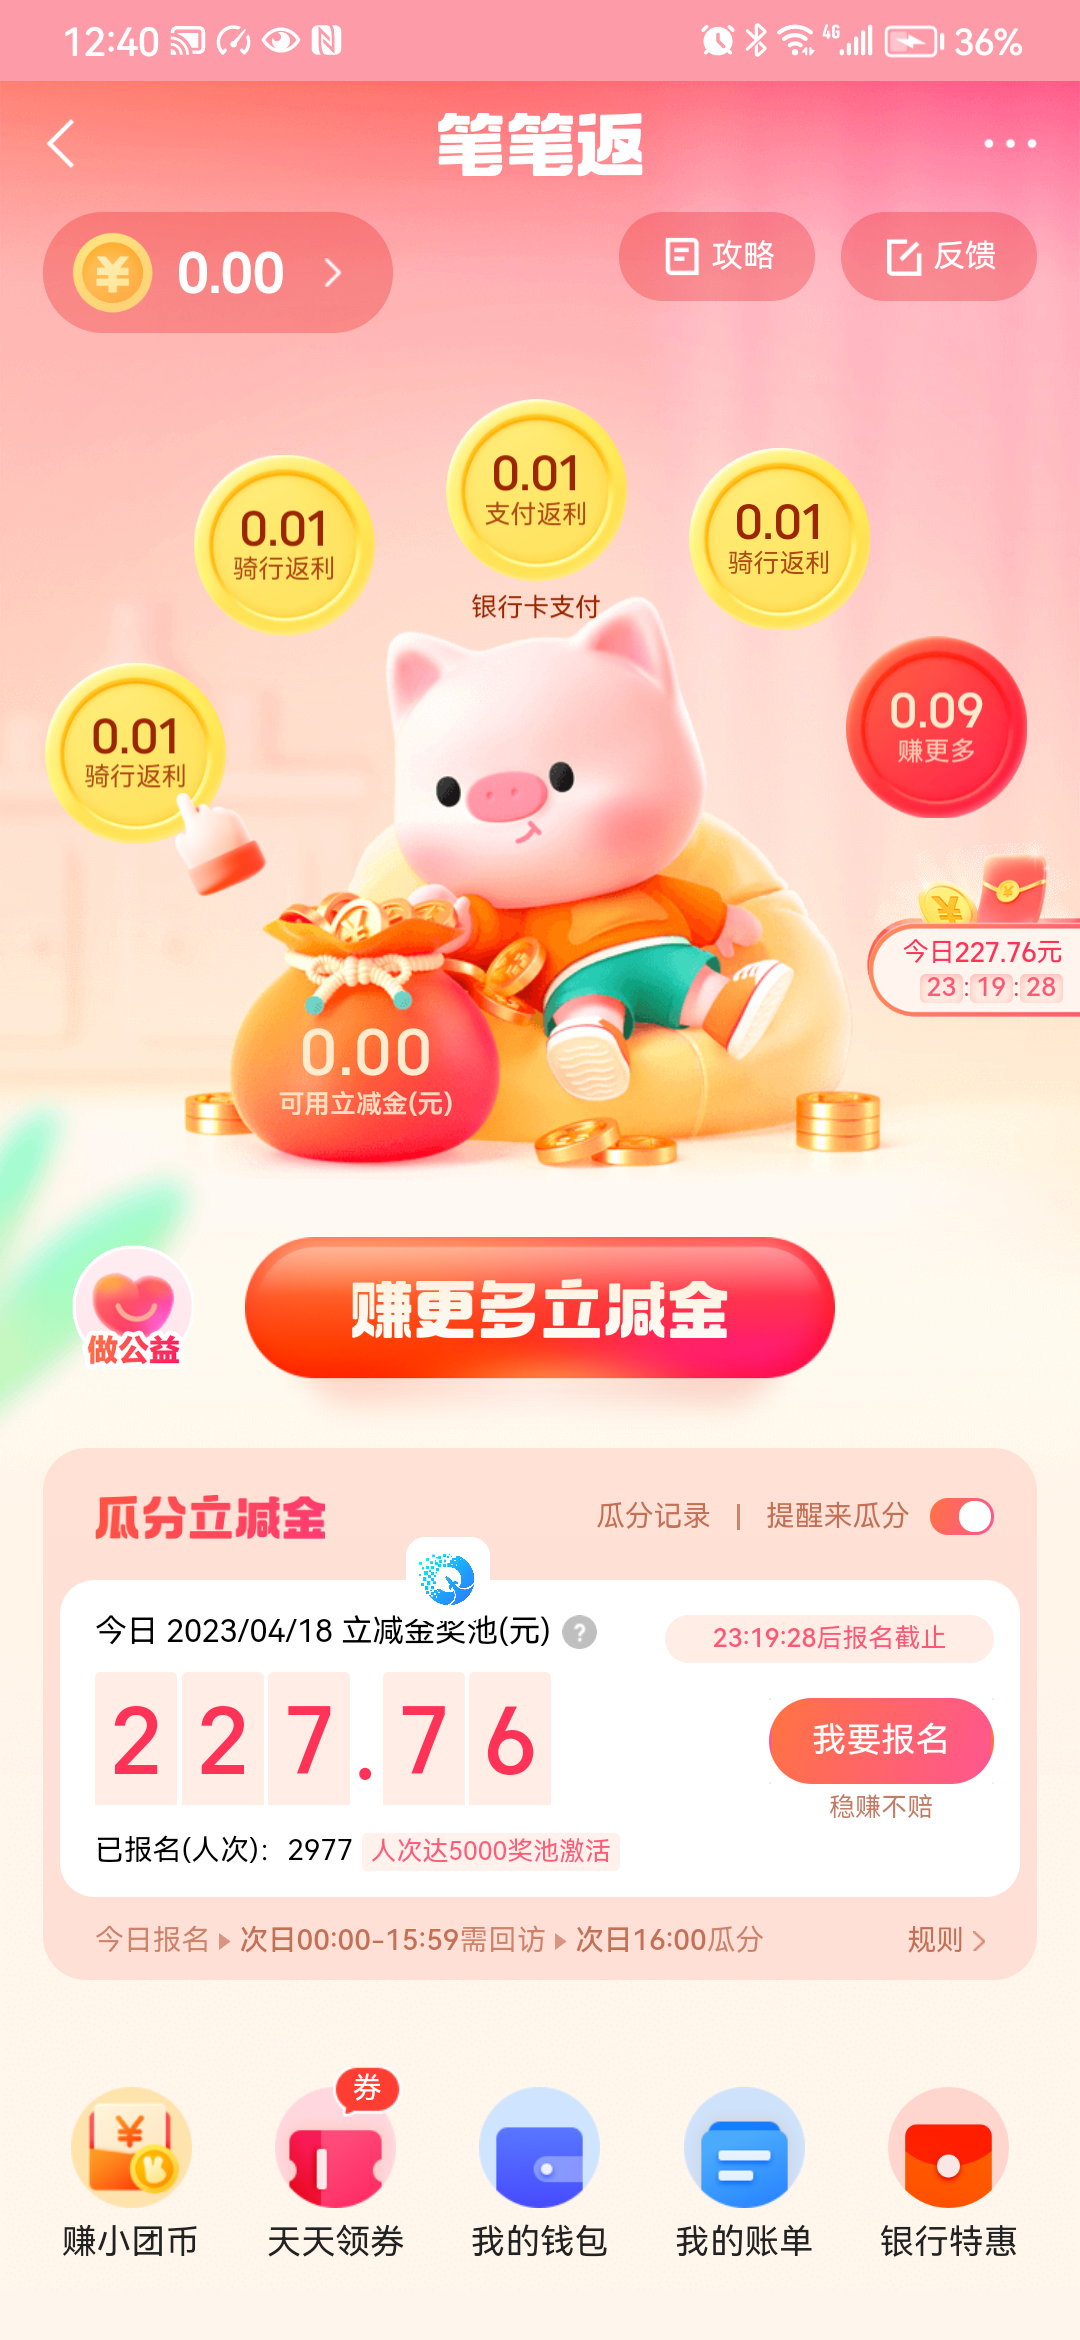 12:40
4G
36%
笔笔返
0.00
攻略
反馈
0.01
支付返利
银行卡支付
0.01
骑行返利
0.01
骑行返利
0.01
骑行返利
0.09
赚更多
今日227.76元
23:19:28
0.00
可用立减金(元)
做公益
赚更多立减金
瓜分立减金
瓜分记录 | 提醒来瓜分
今日 2023/04/18 立减金奖池(元) ?
23:19:28后报名截止
227.76
我要报名
稳赚不赔
已报名(人次): 2977 人次达5000奖池激活
今日报名 次日00:00-15:59需回访 次日16:00瓜分
规则
券
赚小团币
天天领券
我的钱包
我的账单
银行特惠